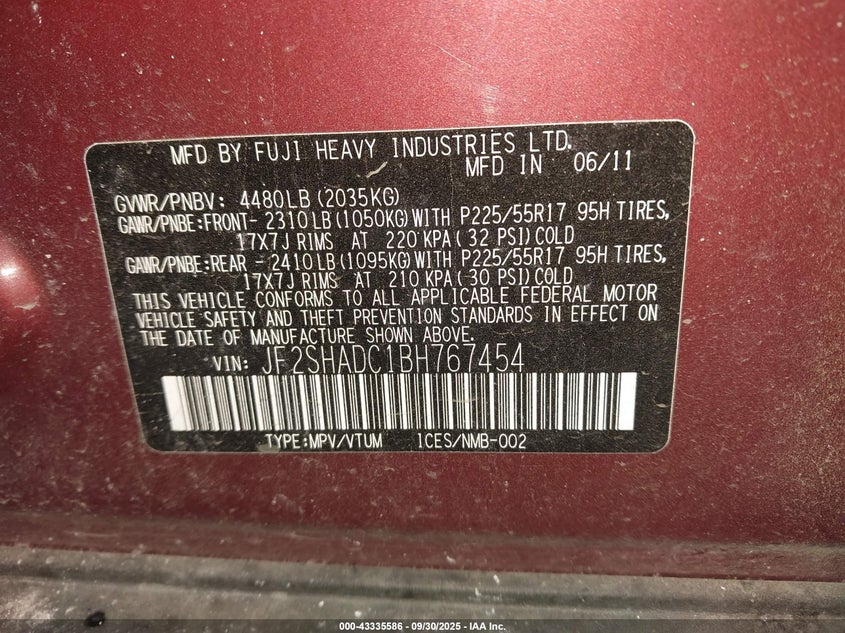 MFD BY FUJI HEAVY INDUSTRIES LTD.
MFD IN 06/11
GVWR/PNBV: 4480LB (2035KG)
GAWR/PNBE:FRONT- 2310LB(1050KG)WITH P225/55R17 95H TIRES,
17X7J RIMS AT 220 KPA( 32 PSI)COLD
GAWR/PNBE:REAR - 2410LB(1095KG)WITH P225/55R17 95H TIRES,
17X7J RIMS AT 210 KPA(30 PSI)COLD
THIS VEHICLE CONFORMS TO ALL APPLICABLE FEDERAL MOTOR
VEHICLE SAFETY AND THEFT PREVENTION STANDARDS IN EFFECT ON
THE DATE OF MANUFACTURE SHOWN ABOVE.
VIN: JF2SHADC1BH767454
TYPE:MPV/VTUM ICES/NMB-002
000-43335586 - 09/30/2025 - IAA Inc.